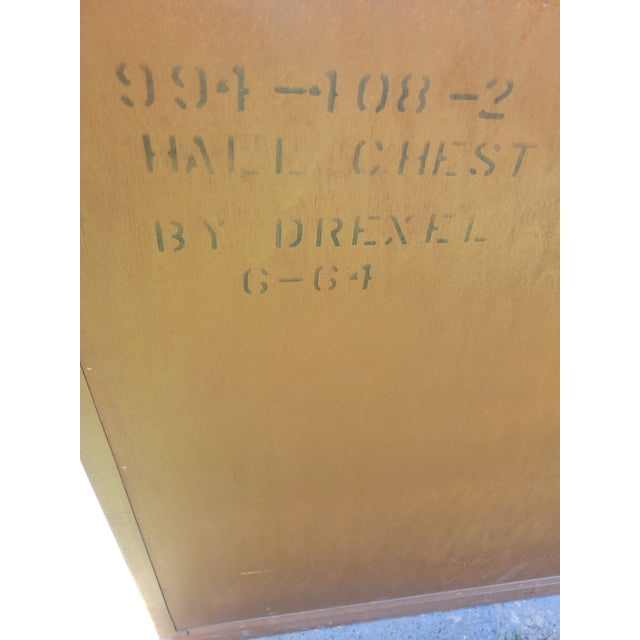 994-408-2
HALL CHEST
BY DREXEL
6-64